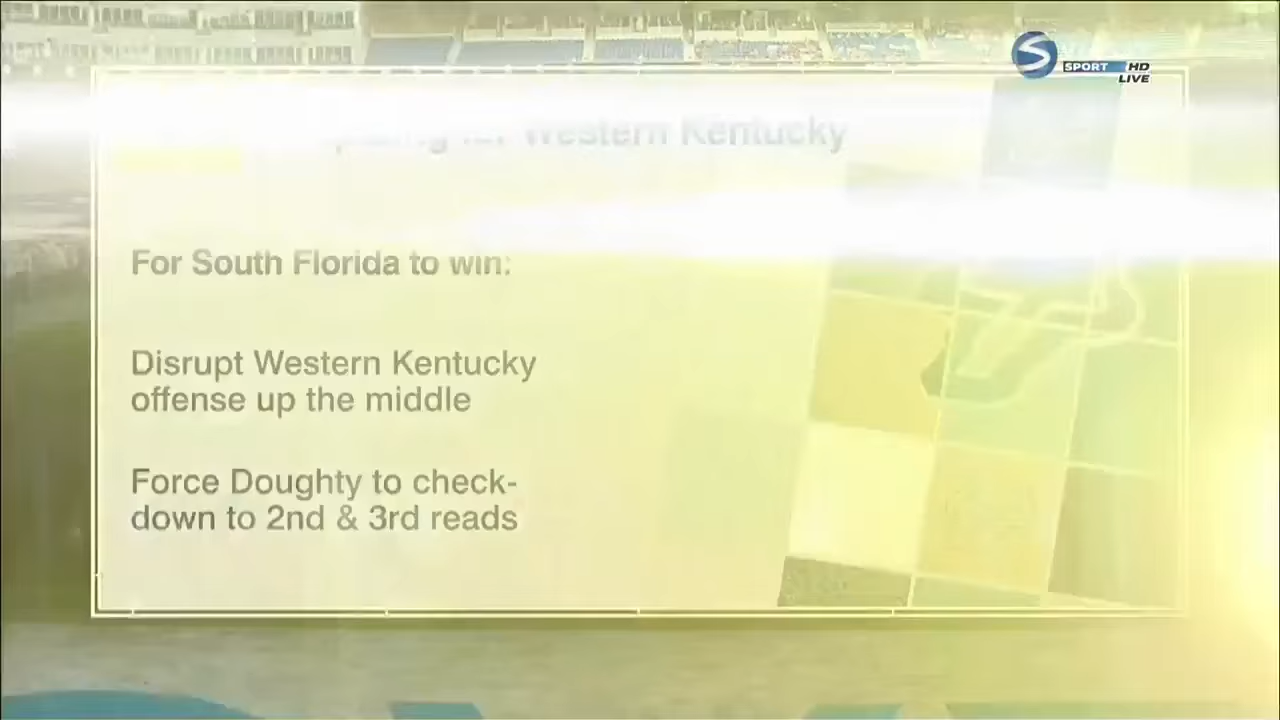 S SPORT HD
LIVE
Western Kentucky
For South Florida to win:
Disrupt Western Kentucky
offense up the middle
Force Doughty to check-
down to 2nd & 3rd reads